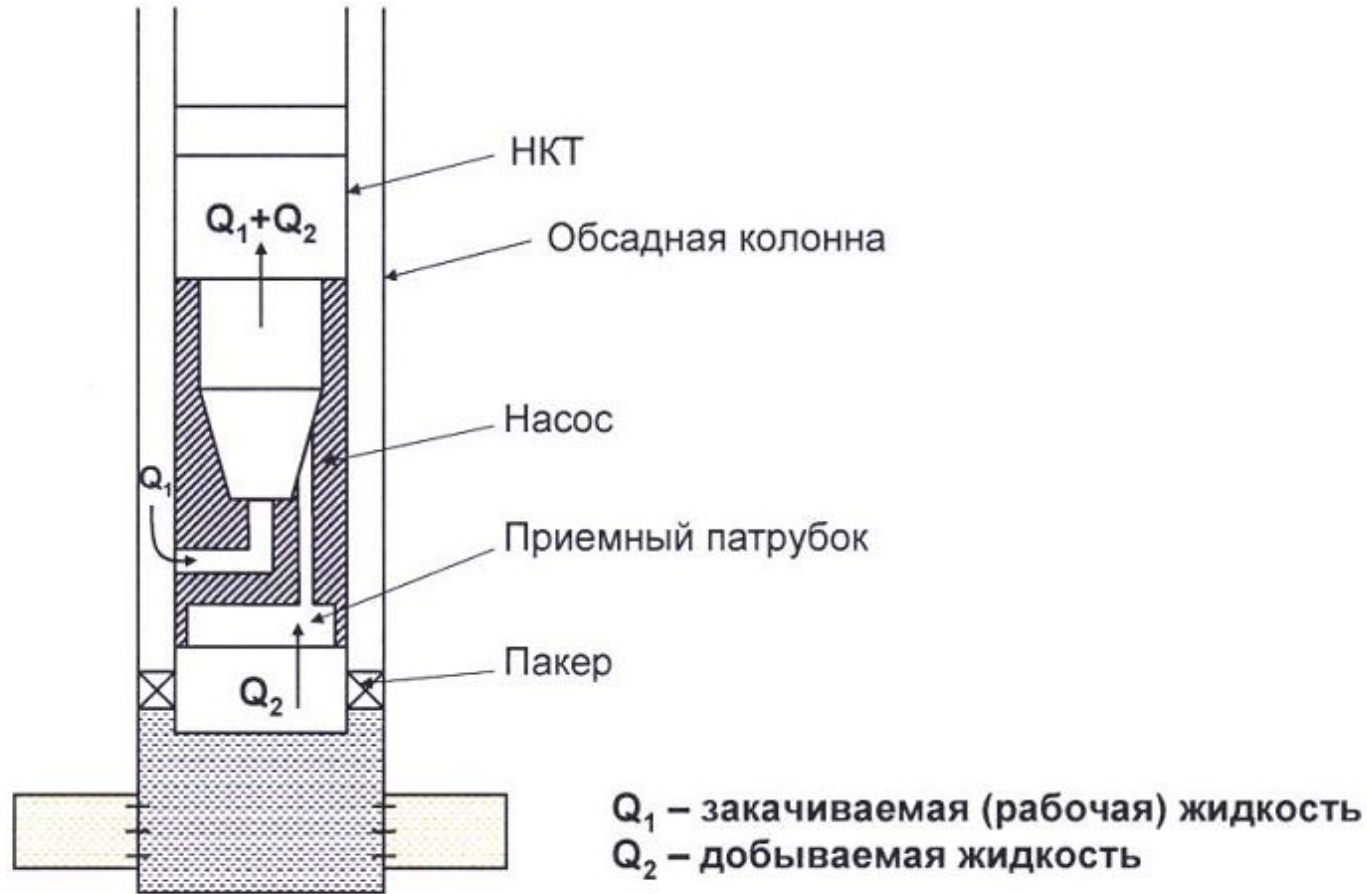 НКТ
Q₁+Q₂
Обсадная колонна
Насос
Q₁
Приемный патрубок
Пакер
Q₂
Q₁ – закачиваемая (рабочая) жидкость
Q₂ – добываемая жидкость